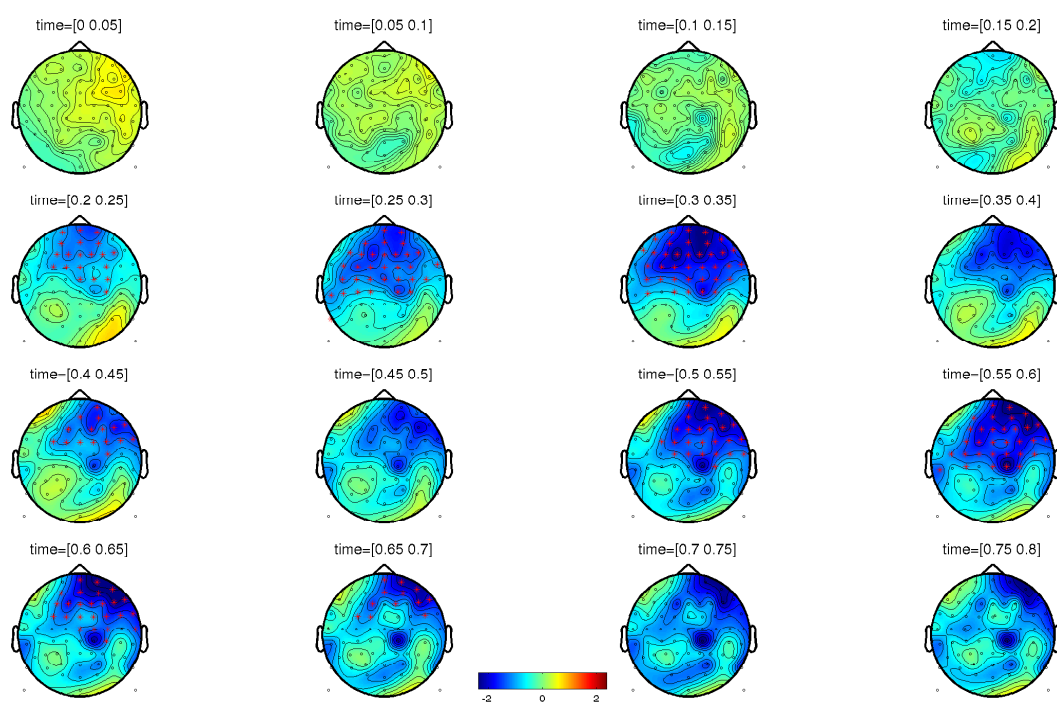 time=[0 0.05]
time=[0.05 0.1]
time=[0.1 0.15]
time=[0.15 0.2]
time=[0.2 0.25]
time=[0.25 0.3]
time=[0.3 0.35]
time=[0.35 0.4]
time=[0.4 0.45]
time=[0.45 0.5]
time=[0.5 0.55]
time=[0.55 0.6]
time=[0.6 0.65]
time=[0.65 0.7]
time=[0.7 0.75]
time=[0.75 0.8]
-2 0 2